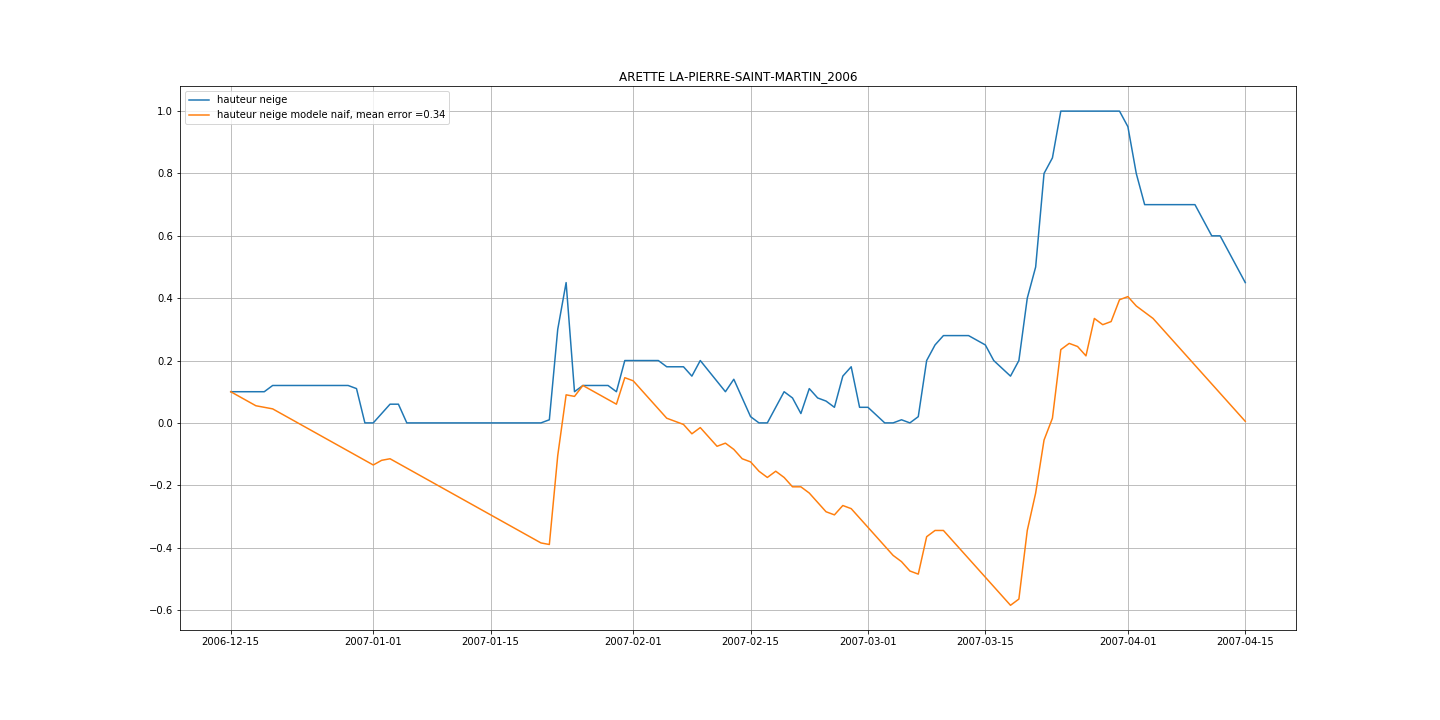 ARETTE LA-PIERRE-SAINT-MARTIN_2006
hauteur neige
hauteur neige modele naif, mean error =0.34
1.0
0.8
0.6
0.4
0.2
0.0
−0.2
−0.4
−0.6
2006-12-15 2007-01-01 2007-01-15 2007-02-01 2007-02-15 2007-03-01 2007-03-15 2007-04-01 2007-04-15